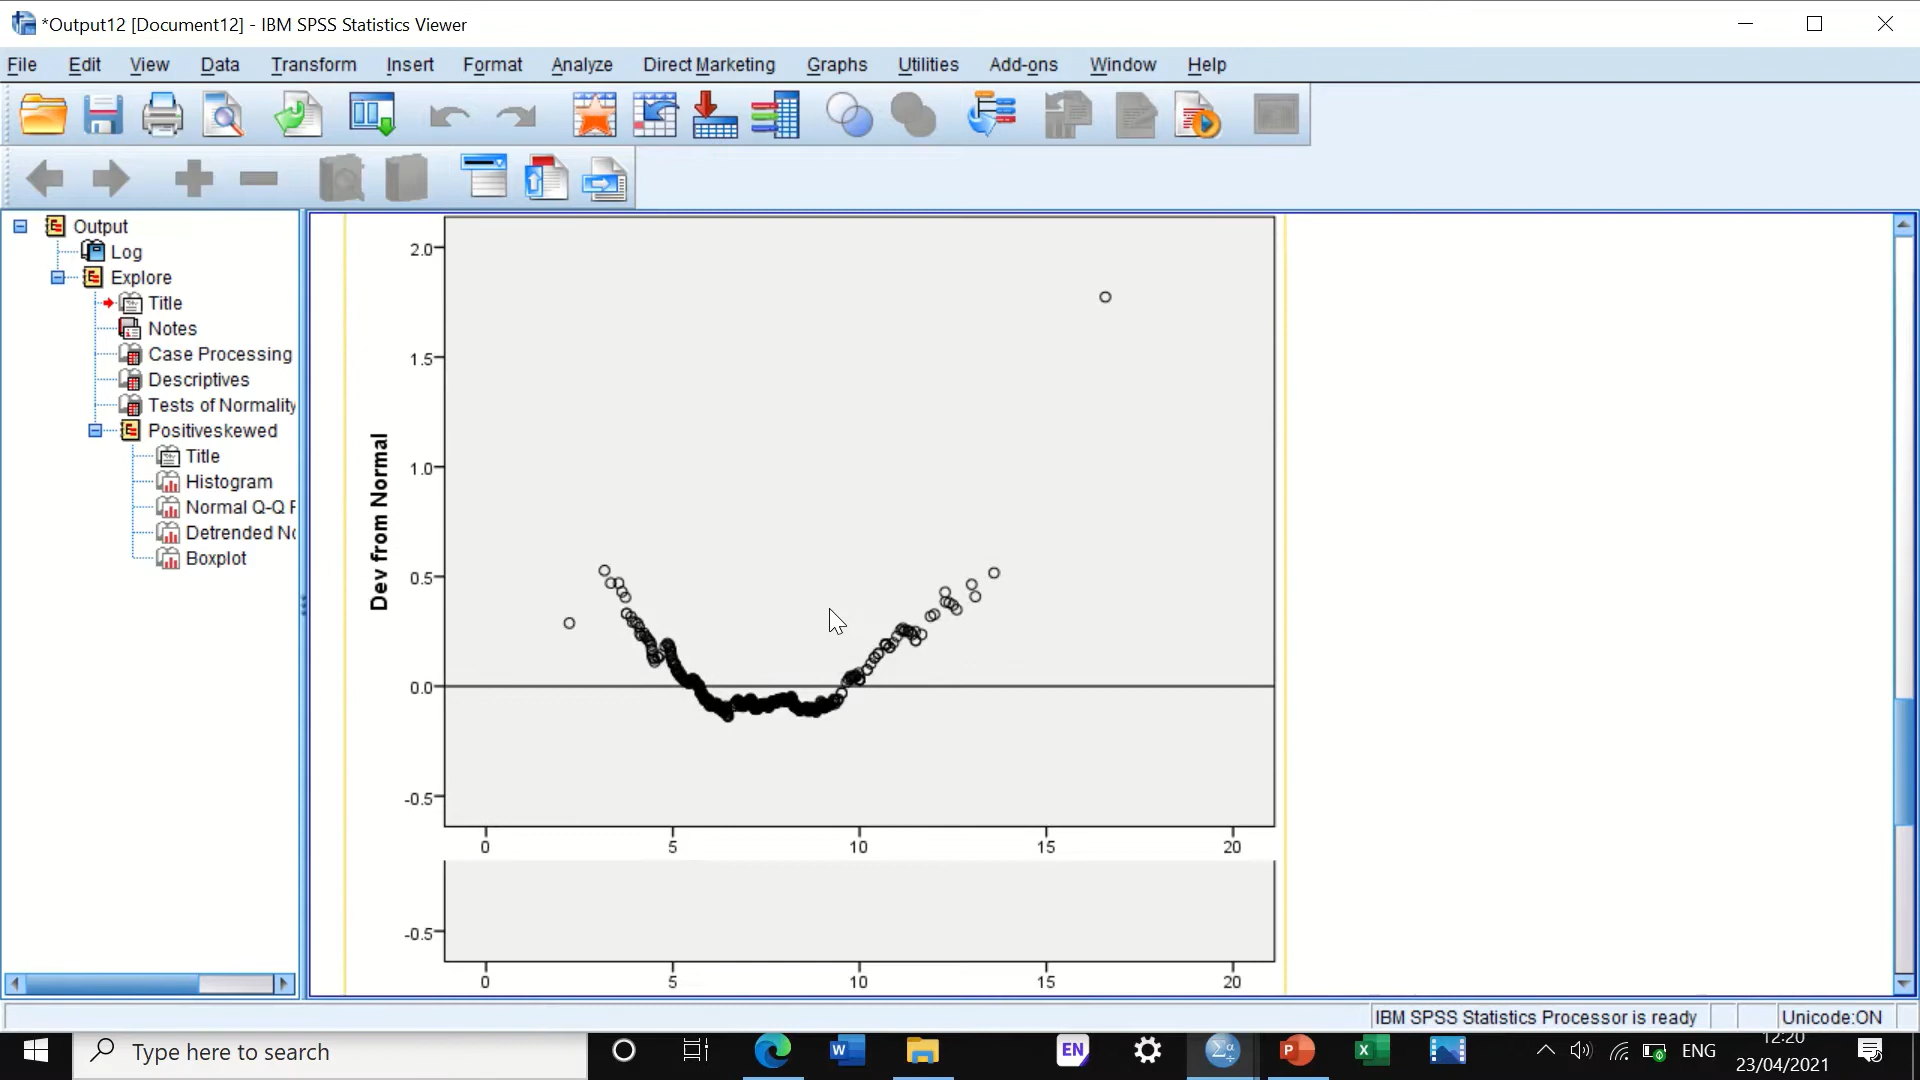 *Output12 [Document12] - IBM SPSS Statistics Viewer
File Edit View Data Transform Insert Format Analyze Direct Marketing Graphs Utilities Add-ons Window Help
Output
Log
Explore
Title
Notes
Case Processing
Descriptives
Tests of Normality
Positiveskewed
Title
Histogram
Normal Q-Q
Detrended
Boxplot
Dev from Normal
2.0
1.5
1.0
0.5
0.0
-0.5
0 5 10 15 20
-0.5
0 5 10 15 20
IBM SPSS Statistics Processor is ready Unicode:ON
Type here to search
W
EN
Σα
P
X
ENG
12:20
23/04/2021